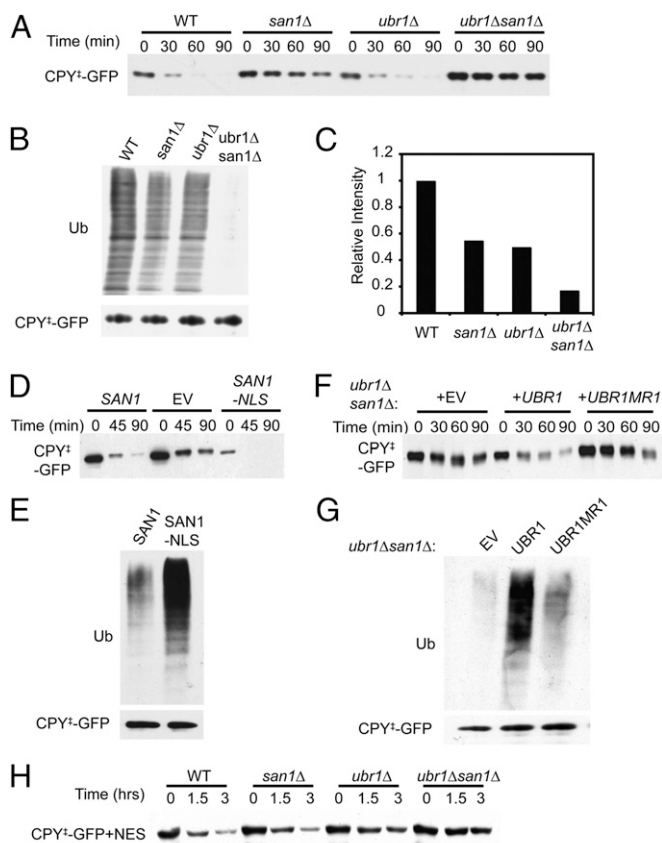 A
WT san1Δ ubr1Δ ubr1Δsan1Δ
Time (min) 0 30 60 90 0 30 60 90 0 30 60 90 0 30 60 90
CPY‡-GFP
B
WT san1Δ ubr1Δ ubr1Δ san1Δ
Ub
CPY‡-GFP
C
Relative Intensity
1.2
1
0.8
0.6
0.4
0.2
0
WT san1Δ ubr1Δ ubr1Δ
san1Δ
D
SAN1 EV SAN1
-NLS
Time (min) 0 45 90 0 45 90 0 45 90
CPY‡
-GFP
E
SAN1 SAN1
-NLS
Ub
CPY‡-GFP
F
ubr1Δ
san1Δ: +EV +UBR1 +UBR1MR1
Time (min) 0 30 60 90 0 30 60 90 0 30 60 90
CPY‡
-GFP
G
ubr1Δsan1Δ: EV UBR1 UBR1MR1
Ub
CPY‡-GFP
H
WT san1Δ ubr1Δ ubr1Δsan1Δ
Time (hrs) 0 1.5 3 0 1.5 3 0 1.5 3 0 1.5 3
CPY‡-GFP+NES